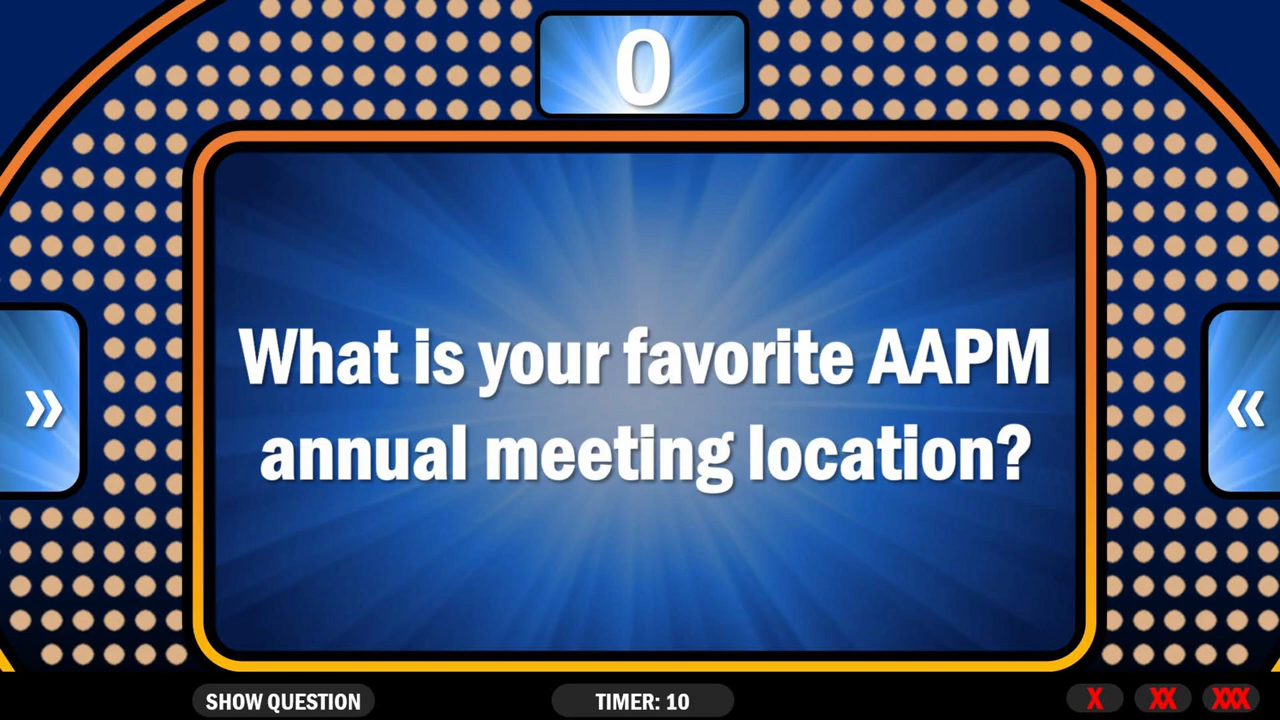 0
What is your favorite AAPM
annual meeting location?
»
«
SHOW QUESTION
TIMER: 10
X
XX
XXX